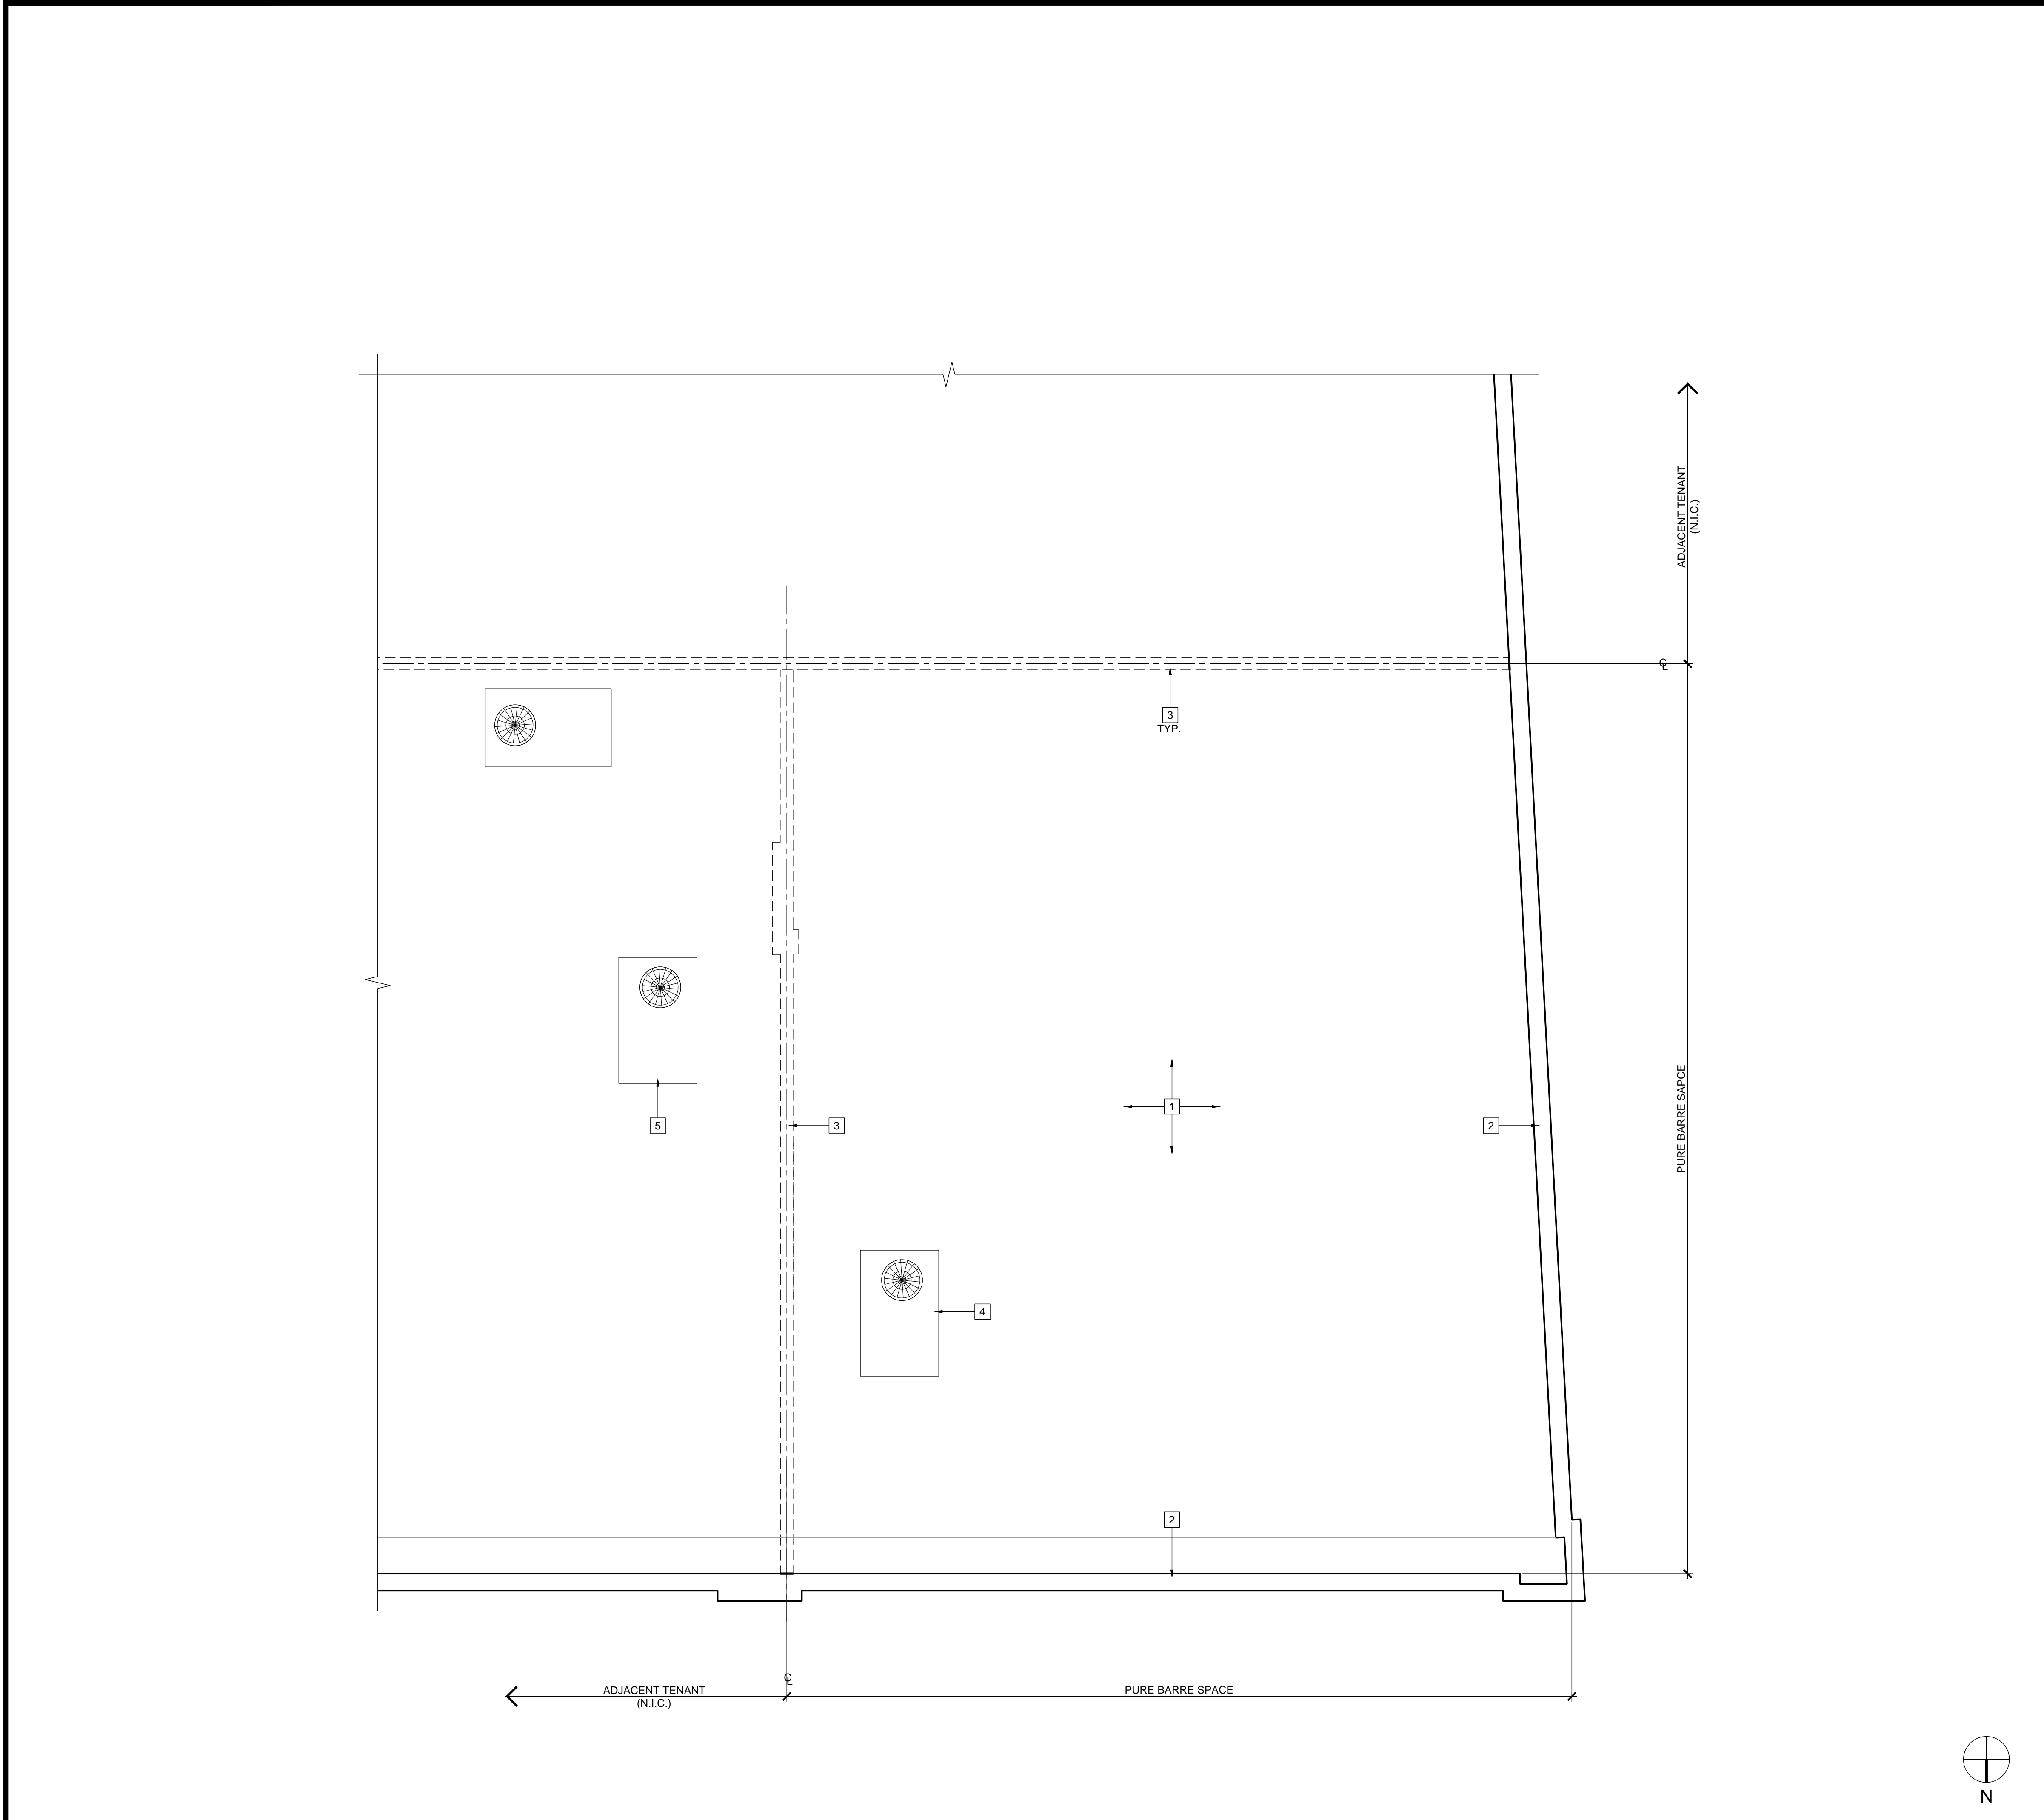 ADJACENT TENANT
(N.I.C.)
℄
3
TYP.
1
PURE BARRE SAPCE
5
3
2
4
2
℄
ADJACENT TENANT
(N.I.C.)
PURE BARRE SPACE
N